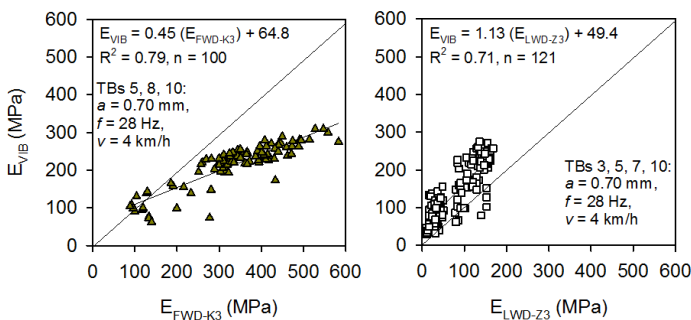 E_VIB = 0.45 (E_FWD-K3) + 64.8
R² = 0.79, n = 100
TBs 5, 8, 10:
a = 0.70 mm,
f = 28 Hz,
v = 4 km/h
E_VIB (MPa)
600
500
400
300
200
100
0
0 100 200 300 400 500 600
E_FWD-K3 (MPa)
E_VIB = 1.13 (E_LWD-Z3) + 49.4
R² = 0.71, n = 121
TBs 3, 5, 7, 10:
a = 0.70 mm,
f = 28 Hz,
v = 4 km/h
600
500
400
300
200
100
0
0 100 200 300 400 500 600
E_LWD-Z3 (MPa)